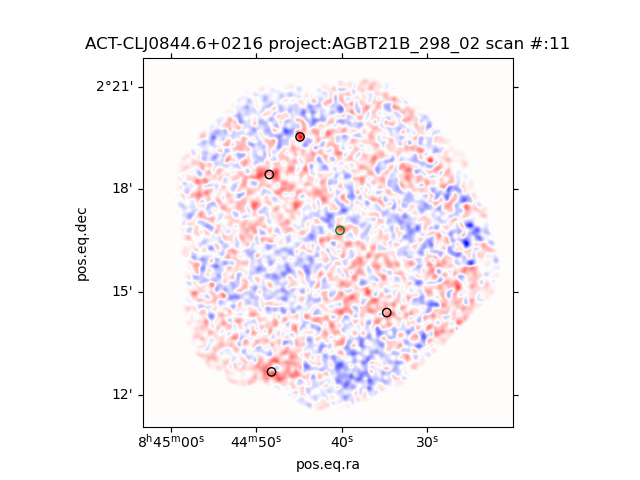 ACT-CLJ0844.6+0216 project:AGBT21B_298_02 scan #:11
2°21'
18'
15'
12'
pos.eq.dec
8ʰ45ᵐ00ˢ 44ᵐ50ˢ 40ˢ 30ˢ
pos.eq.ra